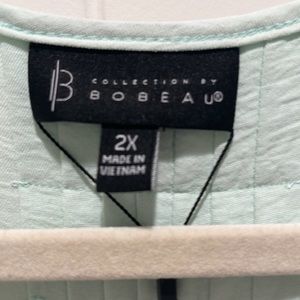 B
COLLECTION BY
BOBEAU®
2X
MADE IN
VIETNAM